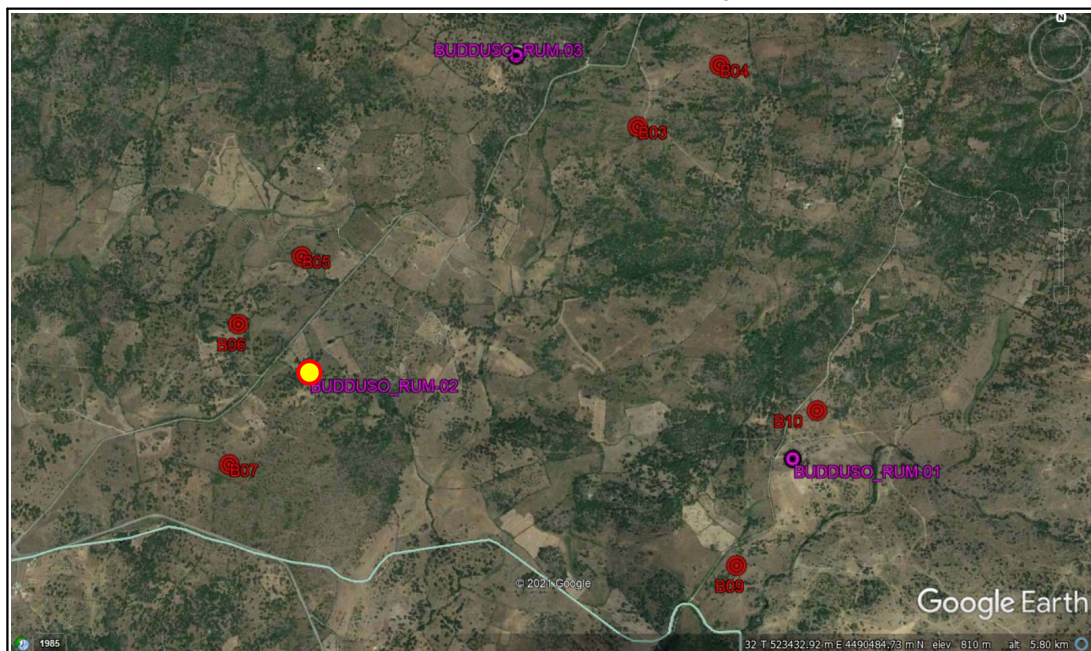 N
BUDDUSO_RUM-03
B04
B03
B05
B06
BUDDUSO_RUM-02
B10
B07
BUDDUSO_RUM-01
B09
© 2021 Google
Google Earth
1985
32 T 523432.92 m E 4490484.73 m N elev 810 m alt 5.80 km